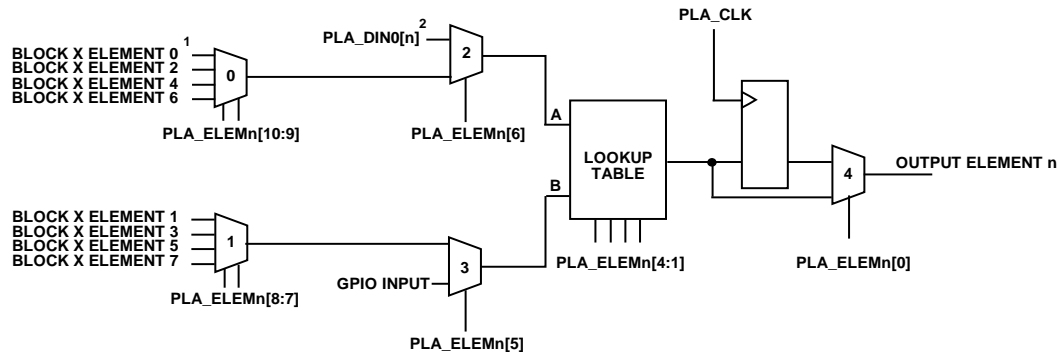 PLA_CLK
PLA_DIN0[n]2
2
BLOCK X ELEMENT 01
BLOCK X ELEMENT 2
BLOCK X ELEMENT 4
BLOCK X ELEMENT 6
0
PLA_ELEMn[10:9]
PLA_ELEMn[6]
A
LOOKUP
TABLE
B
4
OUTPUT ELEMENT n
BLOCK X ELEMENT 1
BLOCK X ELEMENT 3
BLOCK X ELEMENT 5
BLOCK X ELEMENT 7
1
3
GPIO INPUT
PLA_ELEMn[4:1]
PLA_ELEMn[0]
PLA_ELEMn[8:7]
PLA_ELEMn[5]